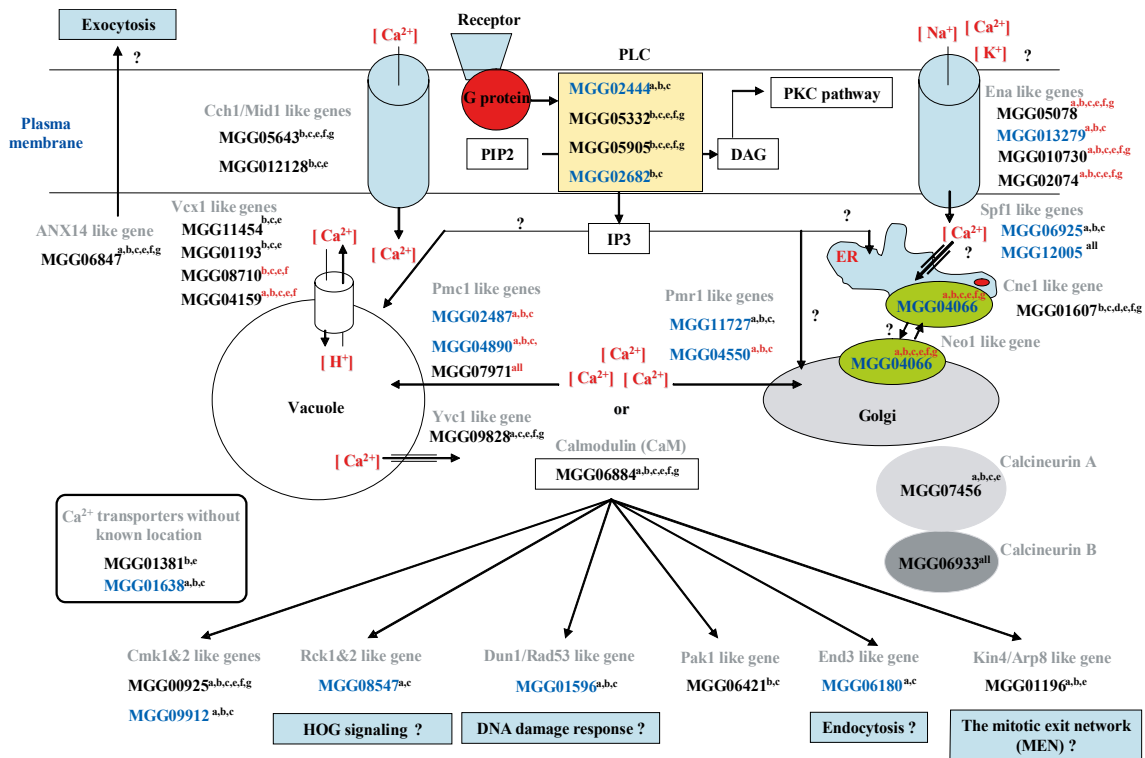 Exocytosis
?
[ Ca²⁺]
Receptor
PLC
[ Na⁺]
[ Ca²⁺]
[ K⁺]
?
Plasma
membrane
Cch1/Mid1 like genes
MGG05643b,c,e,f,g
MGG012128b,c,e
G protein
PIP2
MGG02444a,b,c
MGG05332b,c,e,f,g
MGG05905b,c,e,f,g
MGG02682b,c
DAG
PKC pathway
Ena like genes
a,b,c,e,f,g
MGG05078
MGG013279a,b,c
MGG010730a,b,c,e,f,g
MGG02074a,b,c,e,f,g
ANX14 like gene
MGG06847a,b,c,e,f,g
Vcx1 like genes
MGG11454b,c,e
MGG01193b,c,e
MGG08710b,c,e,f
MGG04159a,b,c,e,f
[ Ca²⁺]
[ H⁺]
[ Ca²⁺]
?
IP3
?
?
ER
[ Ca²⁺]
?
Spf1 like genes
MGG06925a,b,c
MGG12005 all
Cne1 like gene
MGG01607b,c,d,e,f,g
a,b,c,e,f,g
MGG04066
?
Neo1 like gene
a,b,c,e,f,g
MGG04066
Golgi
Pmc1 like genes
MGG02487a,b,c
MGG04890a,b,c,
MGG07971all
Pmr1 like genes
MGG11727a,b,c,
MGG04550a,b,c
[ Ca²⁺]
[ Ca²⁺] [ Ca²⁺]
or
Vacuole
[ Ca²⁺]
Yvc1 like gene
MGG09828a,c,e,f,g
Calmodulin (CaM)
MGG06884a,b,c,e,f,g
Calcineurin A
MGG07456a,b,c,e
Calcineurin B
MGG06933all
Ca²⁺ transporters without
known location
MGG01381b,e
MGG01638a,b,c
Cmk1&2 like genes
MGG00925a,b,c,e,f,g
MGG09912 a,b,c
Rck1&2 like gene
MGG08547a,c
HOG signaling ?
Dun1/Rad53 like gene
MGG01596a,b,c
DNA damage response ?
Pak1 like gene
MGG06421b,c
End3 like gene
MGG06180a,c
Endocytosis ?
Kin4/Arp8 like gene
MGG01196a,b,e
The mitotic exit network
(MEN) ?